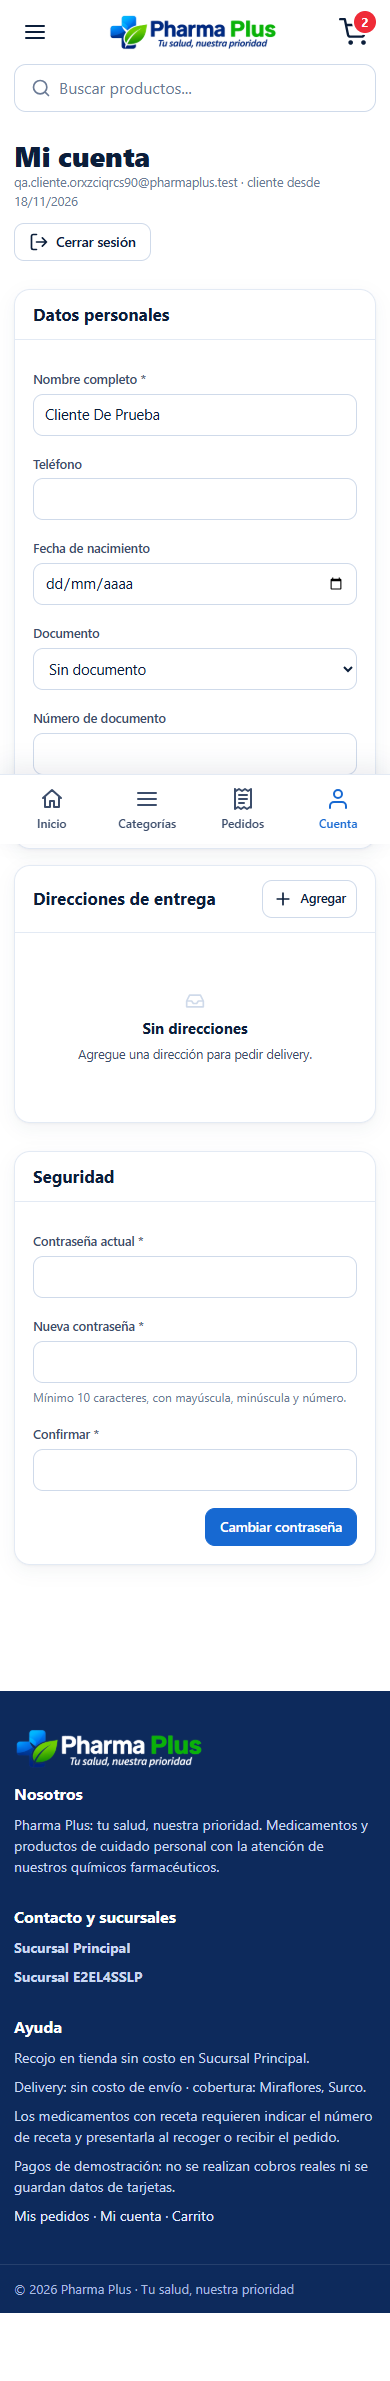 Pharma Plus
Tu salud, nuestra prioridad
2
Buscar productos...
Mi cuenta
qa.cliente.orxzciqrcs90@pharmaplus.test · cliente desde
18/11/2026
Cerrar sesión
Datos personales
Nombre completo *
Cliente De Prueba
Teléfono
Fecha de nacimiento
dd/mm/aaaa
Documento
Sin documento
Número de documento
Inicio
Categorías
Pedidos
Cuenta
Direcciones de entrega
Agregar
Sin direcciones
Agregue una dirección para pedir delivery.
Seguridad
Contraseña actual *
Nueva contraseña *
Mínimo 10 caracteres, con mayúscula, minúscula y número.
Confirmar *
Cambiar contraseña
Pharma Plus
Tu salud, nuestra prioridad
Nosotros
Pharma Plus: tu salud, nuestra prioridad. Medicamentos y
productos de cuidado personal con la atención de
nuestros químicos farmacéuticos.
Contacto y sucursales
Sucursal Principal
Sucursal E2EL4SSLP
Ayuda
Recojo en tienda sin costo en Sucursal Principal.
Delivery: sin costo de envío · cobertura: Miraflores, Surco.
Los medicamentos con receta requieren indicar el número
de receta y presentarla al recoger o recibir el pedido.
Pagos de demostración: no se realizan cobros reales ni se
guardan datos de tarjetas.
Mis pedidos · Mi cuenta · Carrito
© 2026 Pharma Plus · Tu salud, nuestra prioridad